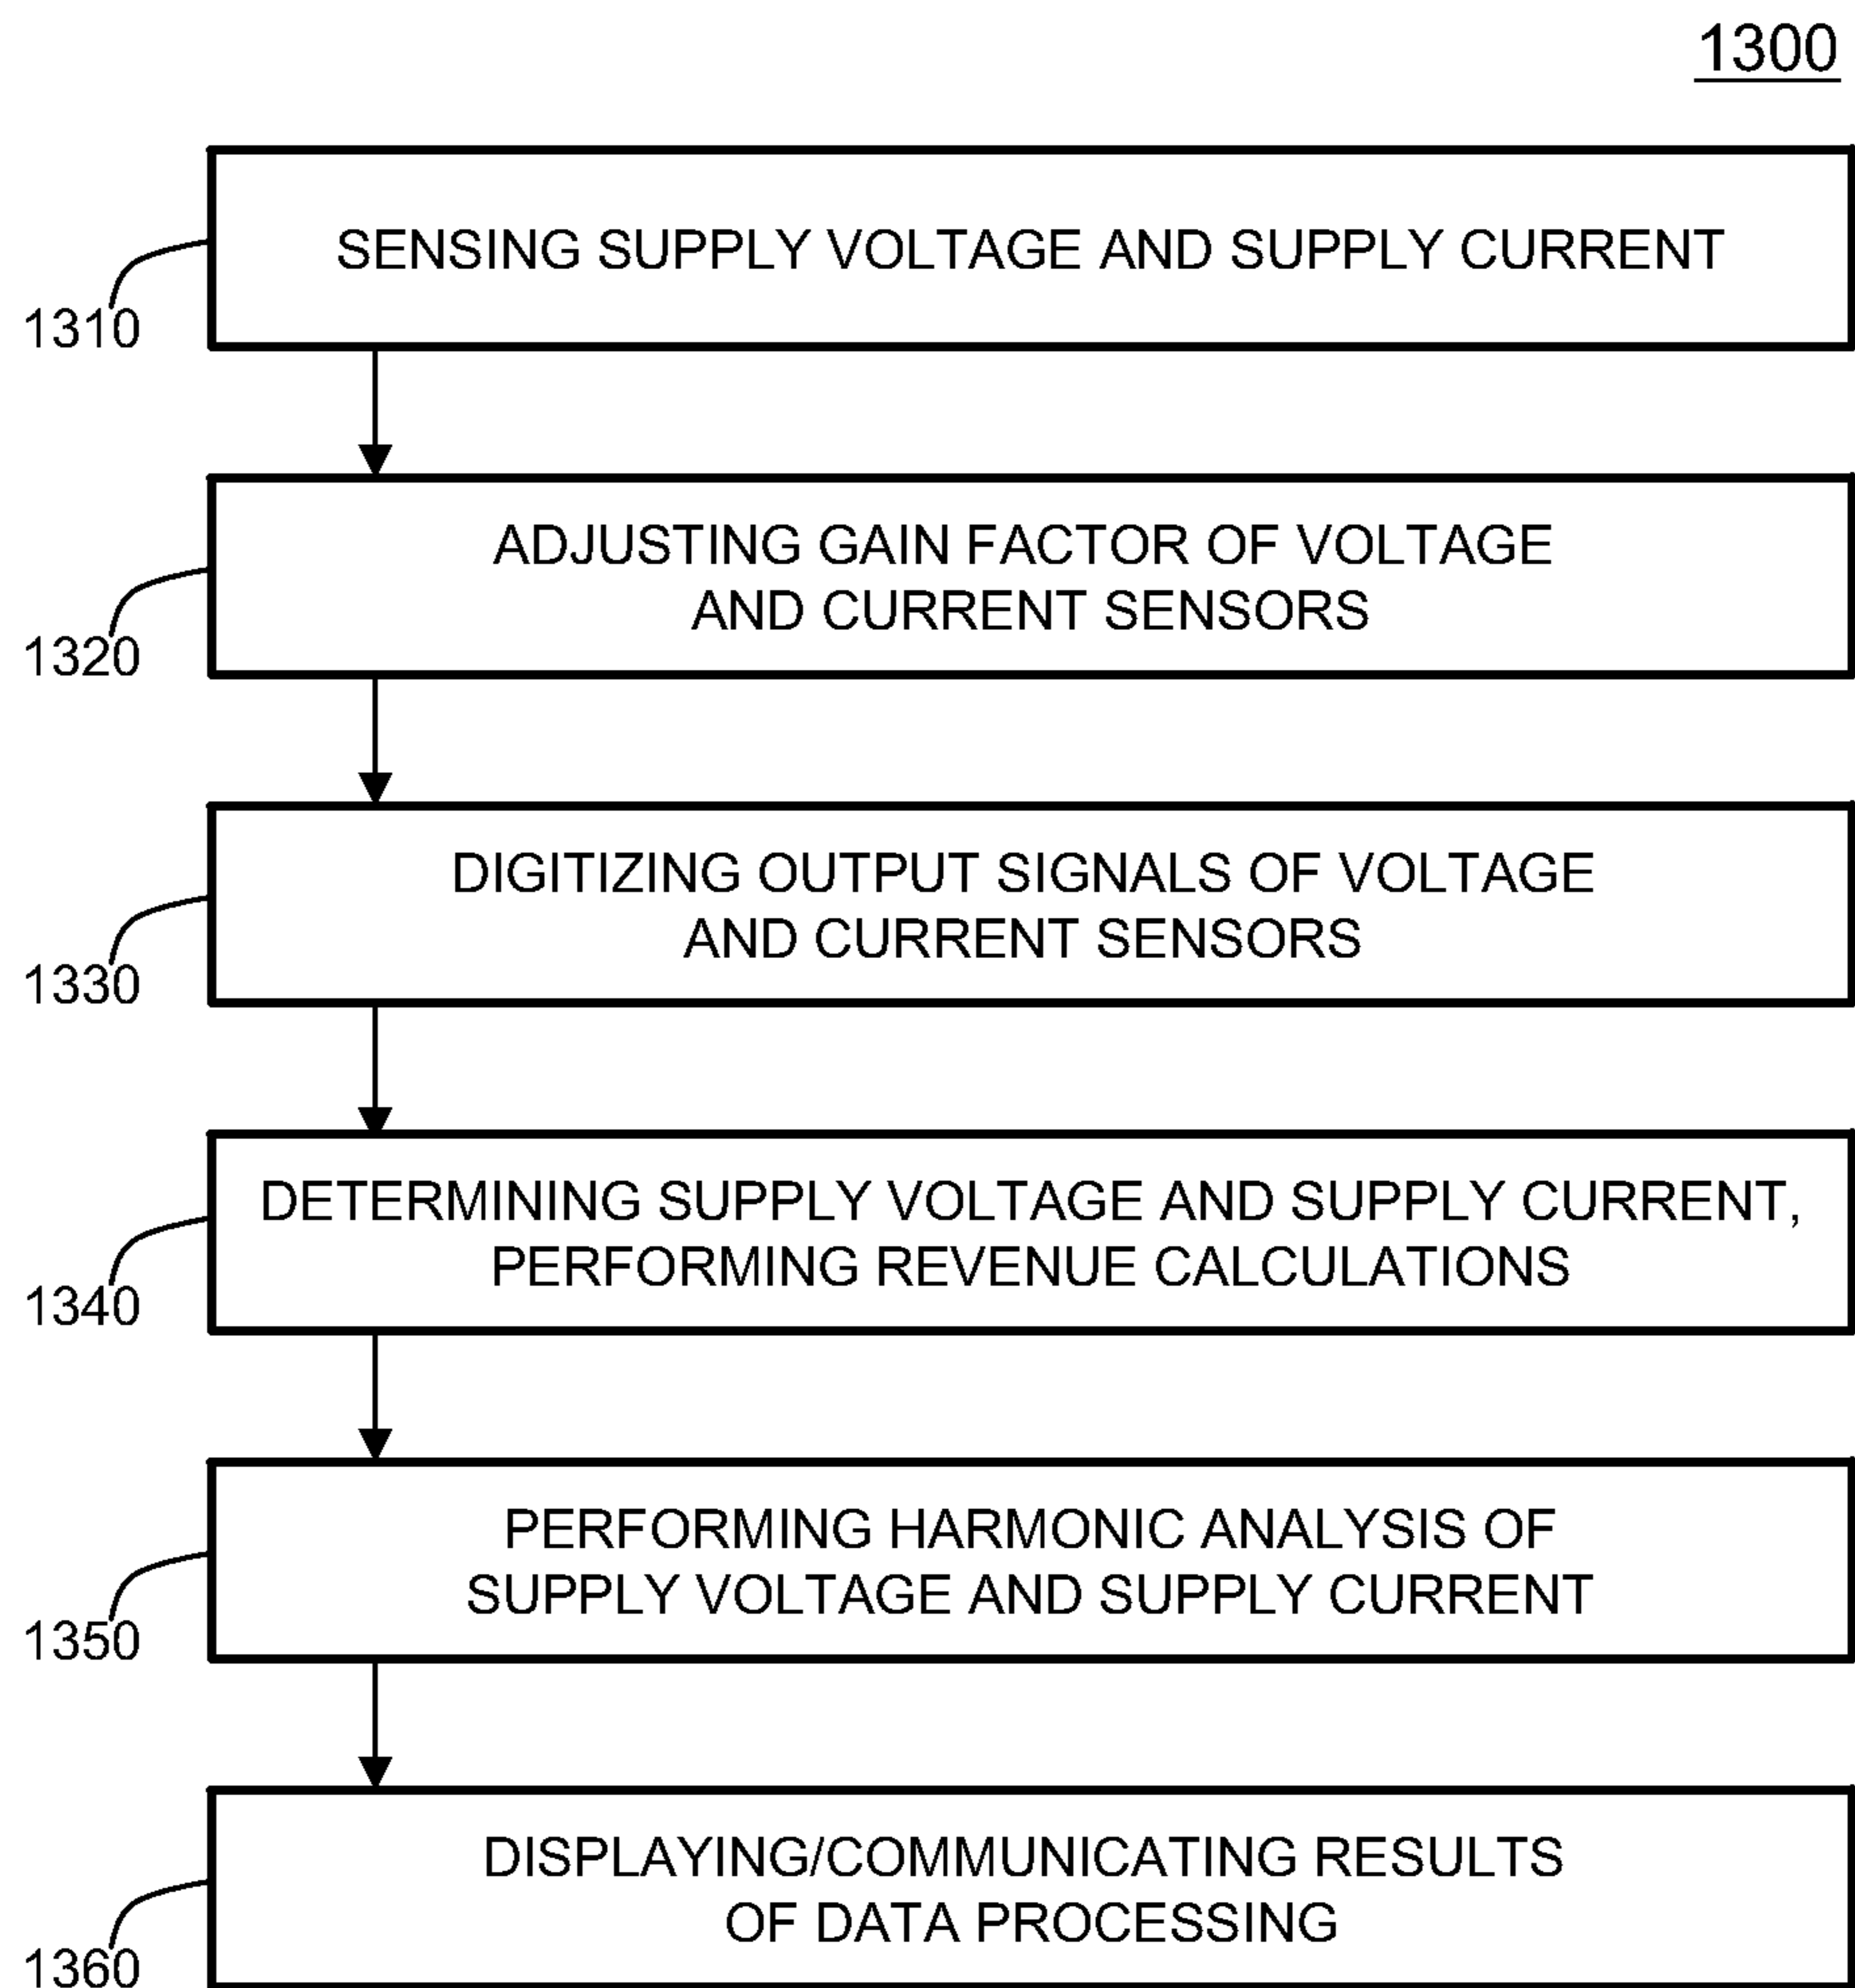 1300
SENSING SUPPLY VOLTAGE AND SUPPLY CURRENT
1310
ADJUSTING GAIN FACTOR OF VOLTAGE
AND CURRENT SENSORS
1320
DIGITIZING OUTPUT SIGNALS OF VOLTAGE
AND CURRENT SENSORS
1330
DETERMINING SUPPLY VOLTAGE AND SUPPLY CURRENT,
PERFORMING REVENUE CALCULATIONS
1340
PERFORMING HARMONIC ANALYSIS OF
SUPPLY VOLTAGE AND SUPPLY CURRENT
1350
DISPLAYING/COMMUNICATING RESULTS
OF DATA PROCESSING
1360